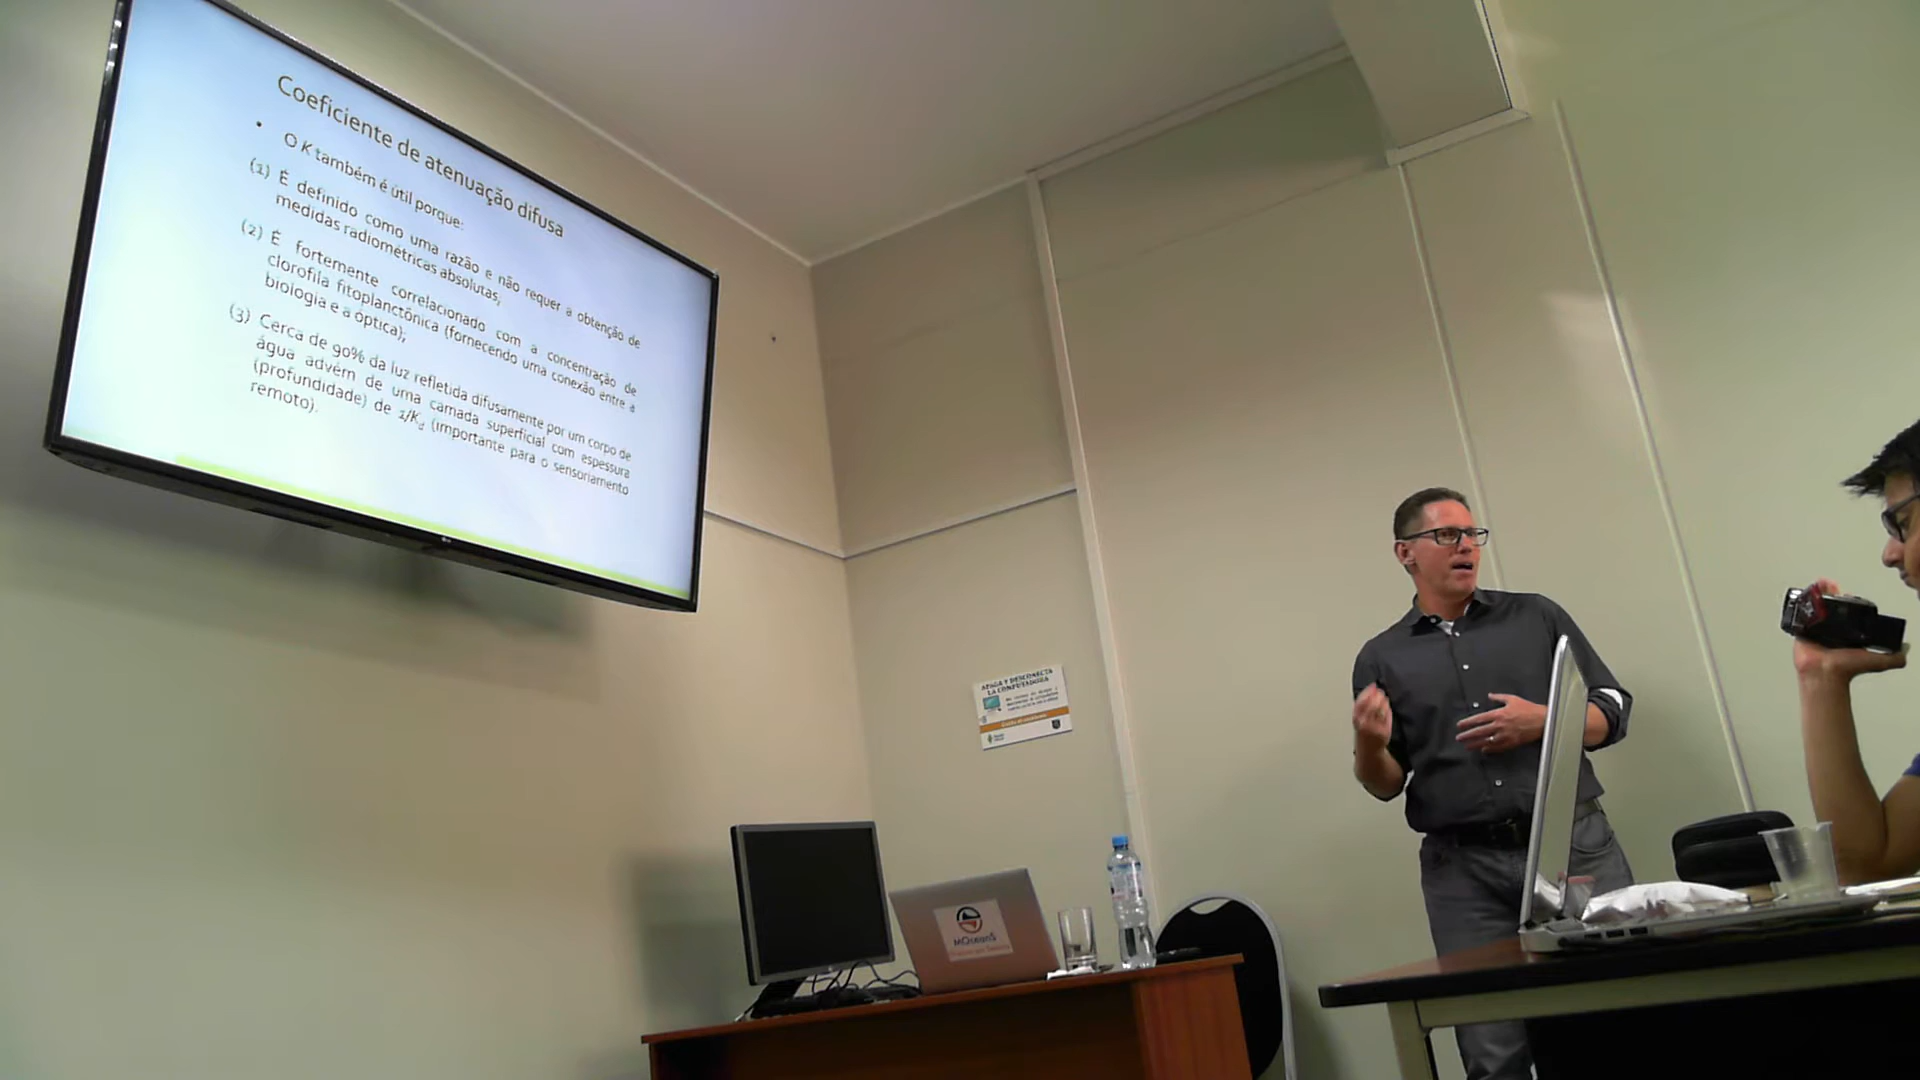 Coeficiente de atenuação difusa
• O K também é útil porque:
(1) É definido como uma razão e não requer a obtenção de
medidas radiométricas absolutas;
(2) É fortemente correlacionado com a concentração de
clorofila fitoplanctônica (fornecendo uma conexão entre a
biologia e a óptica);
(3) Cerca de 90% da luz refletida difusamente por um corpo de
água advém de uma camada superficial com espessura
(profundidade) de 1/Kd (importante para o sensoriamento
remoto).
APAGA Y DESCONECTA
LA COMPUTADORA